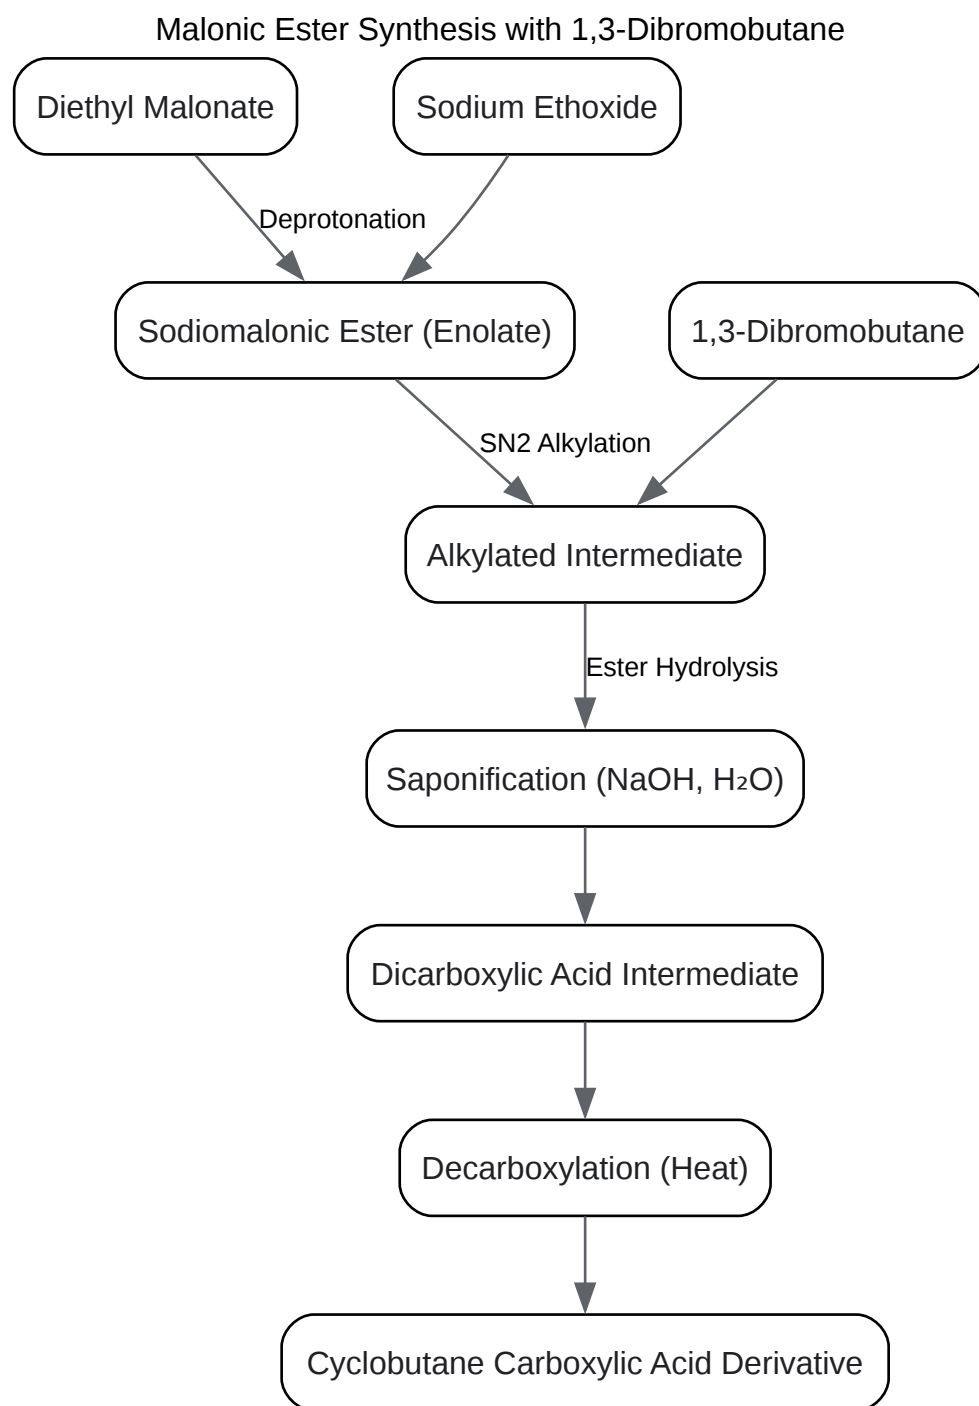 Malonic Ester Synthesis with 1,3-Dibromobutane
Diethyl Malonate
Sodium Ethoxide
Deprotonation
Sodiomalonic Ester (Enolate)
1,3-Dibromobutane
SN2 Alkylation
Alkylated Intermediate
Ester Hydrolysis
Saponification (NaOH, H₂O)
Dicarboxylic Acid Intermediate
Decarboxylation (Heat)
Cyclobutane Carboxylic Acid Derivative